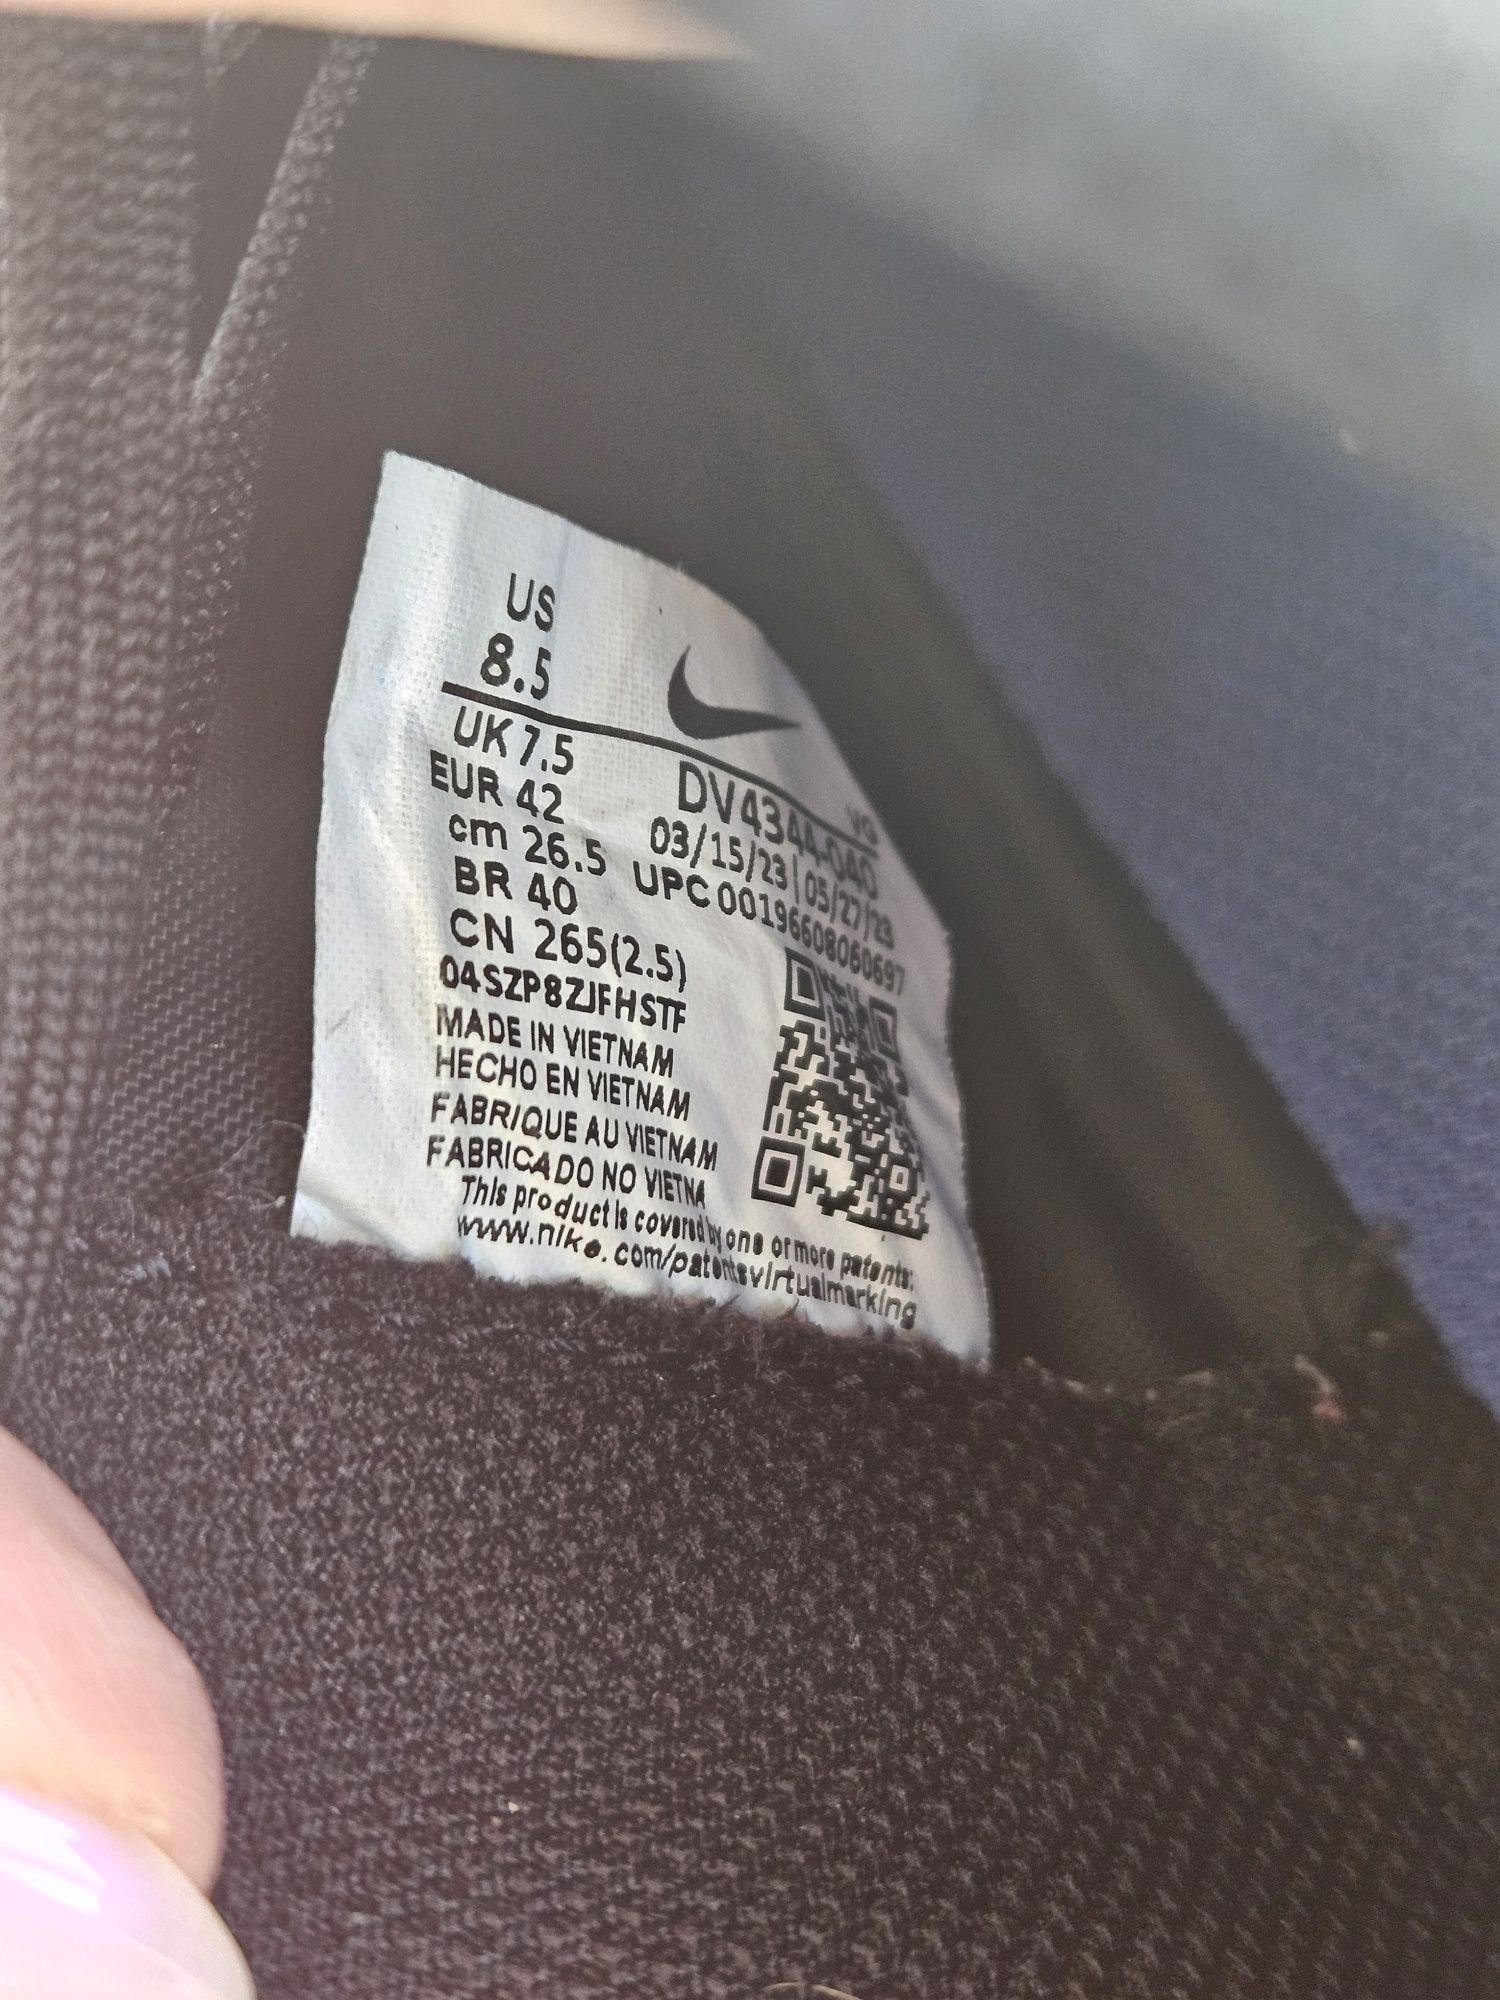 US
8.5
UK 7.5
EUR 42
cm 26.5
BR 40
CN 265(2.5)
04SZP8ZJFHSTF
MADE IN VIETNAM
HECHO EN VIETNAM
FABRIQUE AU VIETNAM
FABRICADO NO VIETNA
VG
DV4344-040
03/15/23|05/27/23
UPC 00196608060697
This product is covered by one or more patents:
www.nike.com/patentsvirtualmarking